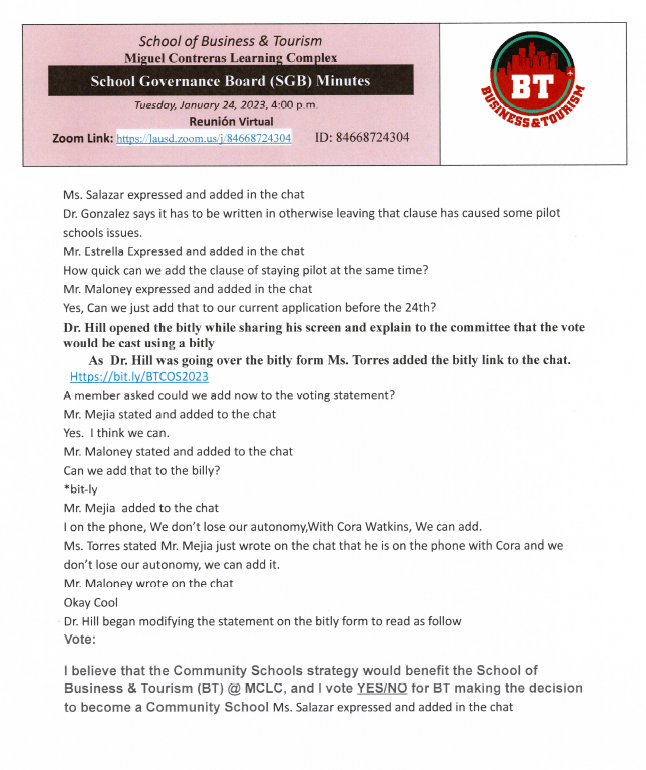 School of Business & Tourism
Miguel Contreras Learning Complex
School Governance Board (SGB) Minutes
Tuesday, January 24, 2023, 4:00 p.m.
Reunión Virtual
Zoom Link: https://lausd.zoom.us/j/84668724304 ID: 84668724304
BT
BUSINESS & TOURISM
Ms. Salazar expressed and added in the chat
Dr. Gonzalez says it has to be written in otherwise leaving that clause has caused some pilot
schools issues.
Mr. Estrella Expressed and added in the chat
How quick can we add the clause of staying pilot at the same time?
Mr. Maloney expressed and added in the chat
Yes, Can we just add that to our current application before the 24th?
Dr. Hill opened the bitly while sharing his screen and explain to the committee that the vote
would be cast using a bitly
As Dr. Hill was going over the bitly form Ms. Torres added the bitly link to the chat.
Https://bit.ly/BTCOS2023
A member asked could we add now to the voting statement?
Mr. Mejia stated and added to the chat
Yes. I think we can.
Mr. Maloney stated and added to the chat
Can we add that to the billy?
*bit-ly
Mr. Mejia added to the chat
I on the phone, We don't lose our autonomy,With Cora Watkins, We can add.
Ms. Torres stated Mr. Mejia just wrote on the chat that he is on the phone with Cora and we
don't lose our autonomy, we can add it.
Mr. Maloney wrote on the chat
Okay Cool
Dr. Hill began modifying the statement on the bitly form to read as follow
Vote:
I believe that the Community Schools strategy would benefit the School of
Business & Tourism (BT) @ MCLC, and I vote YES/NO for BT making the decision
to become a Community School Ms. Salazar expressed and added in the chat